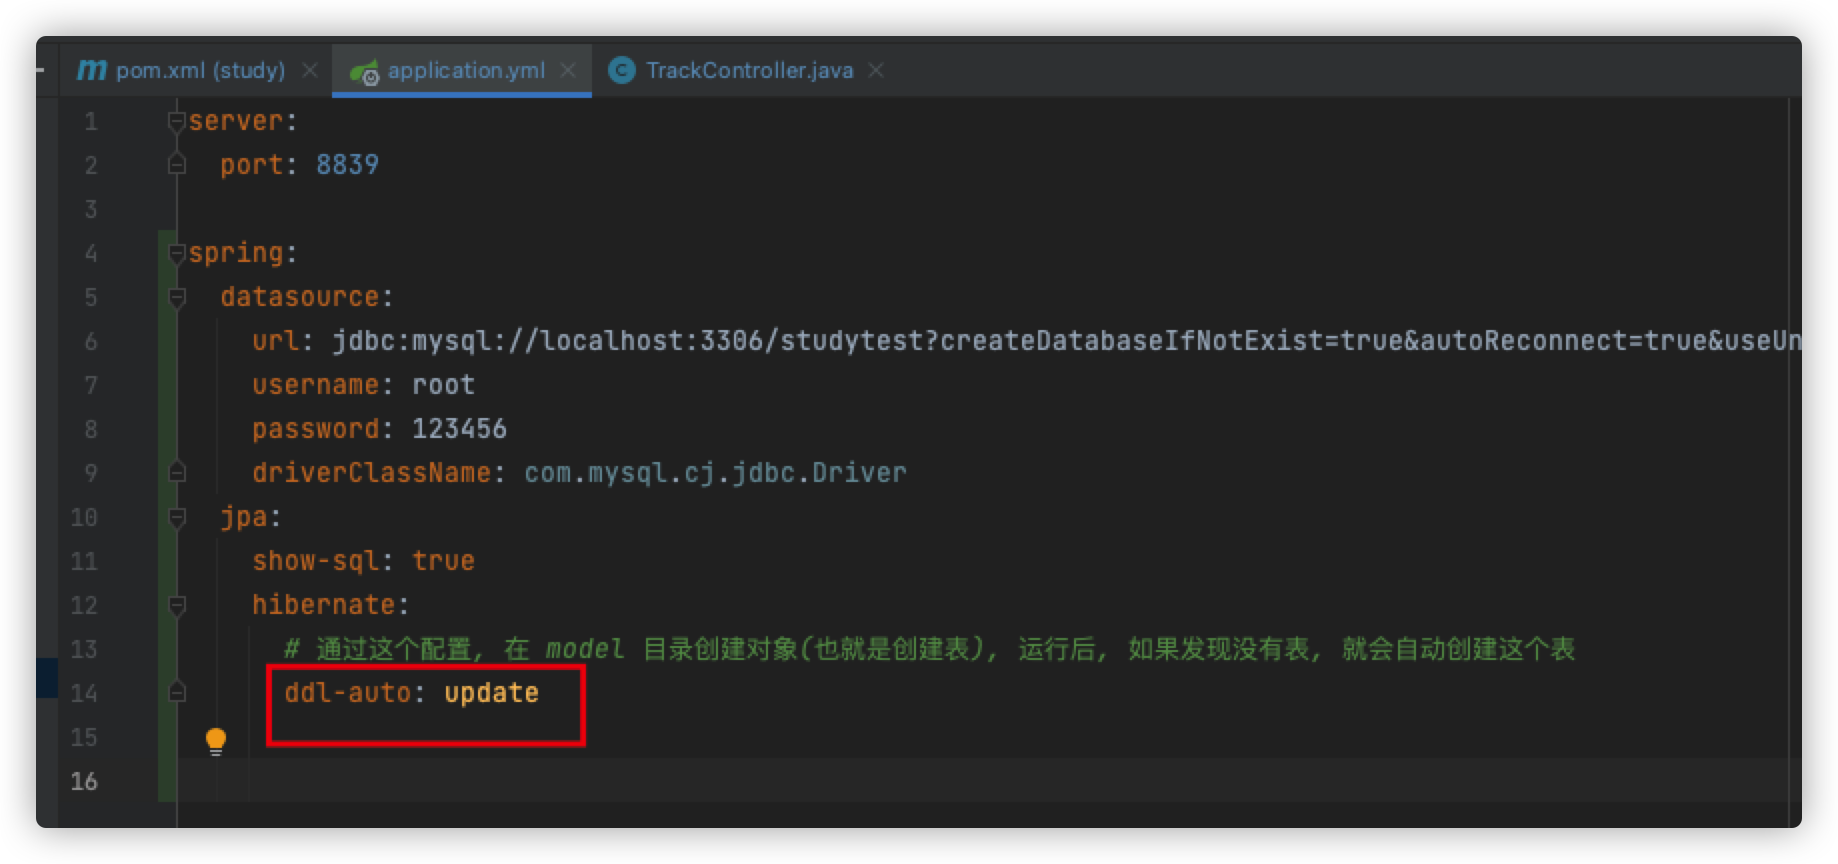 pom.xml (study)
application.yml
TrackController.java
1 server:
2 port: 8839
3
4 spring:
5 datasource:
6 url: jdbc:mysql://localhost:3306/studytest?createDatabaseIfNotExist=true&autoReconnect=true&useUn
7 username: root
8 password: 123456
9 driverClassName: com.mysql.cj.jdbc.Driver
10 jpa:
11 show-sql: true
12 hibernate:
13 # 通过这个配置, 在 model 目录创建对象(也就是创建表), 运行后, 如果发现没有表, 就会自动创建这个表
14 ddl-auto: update
15
16